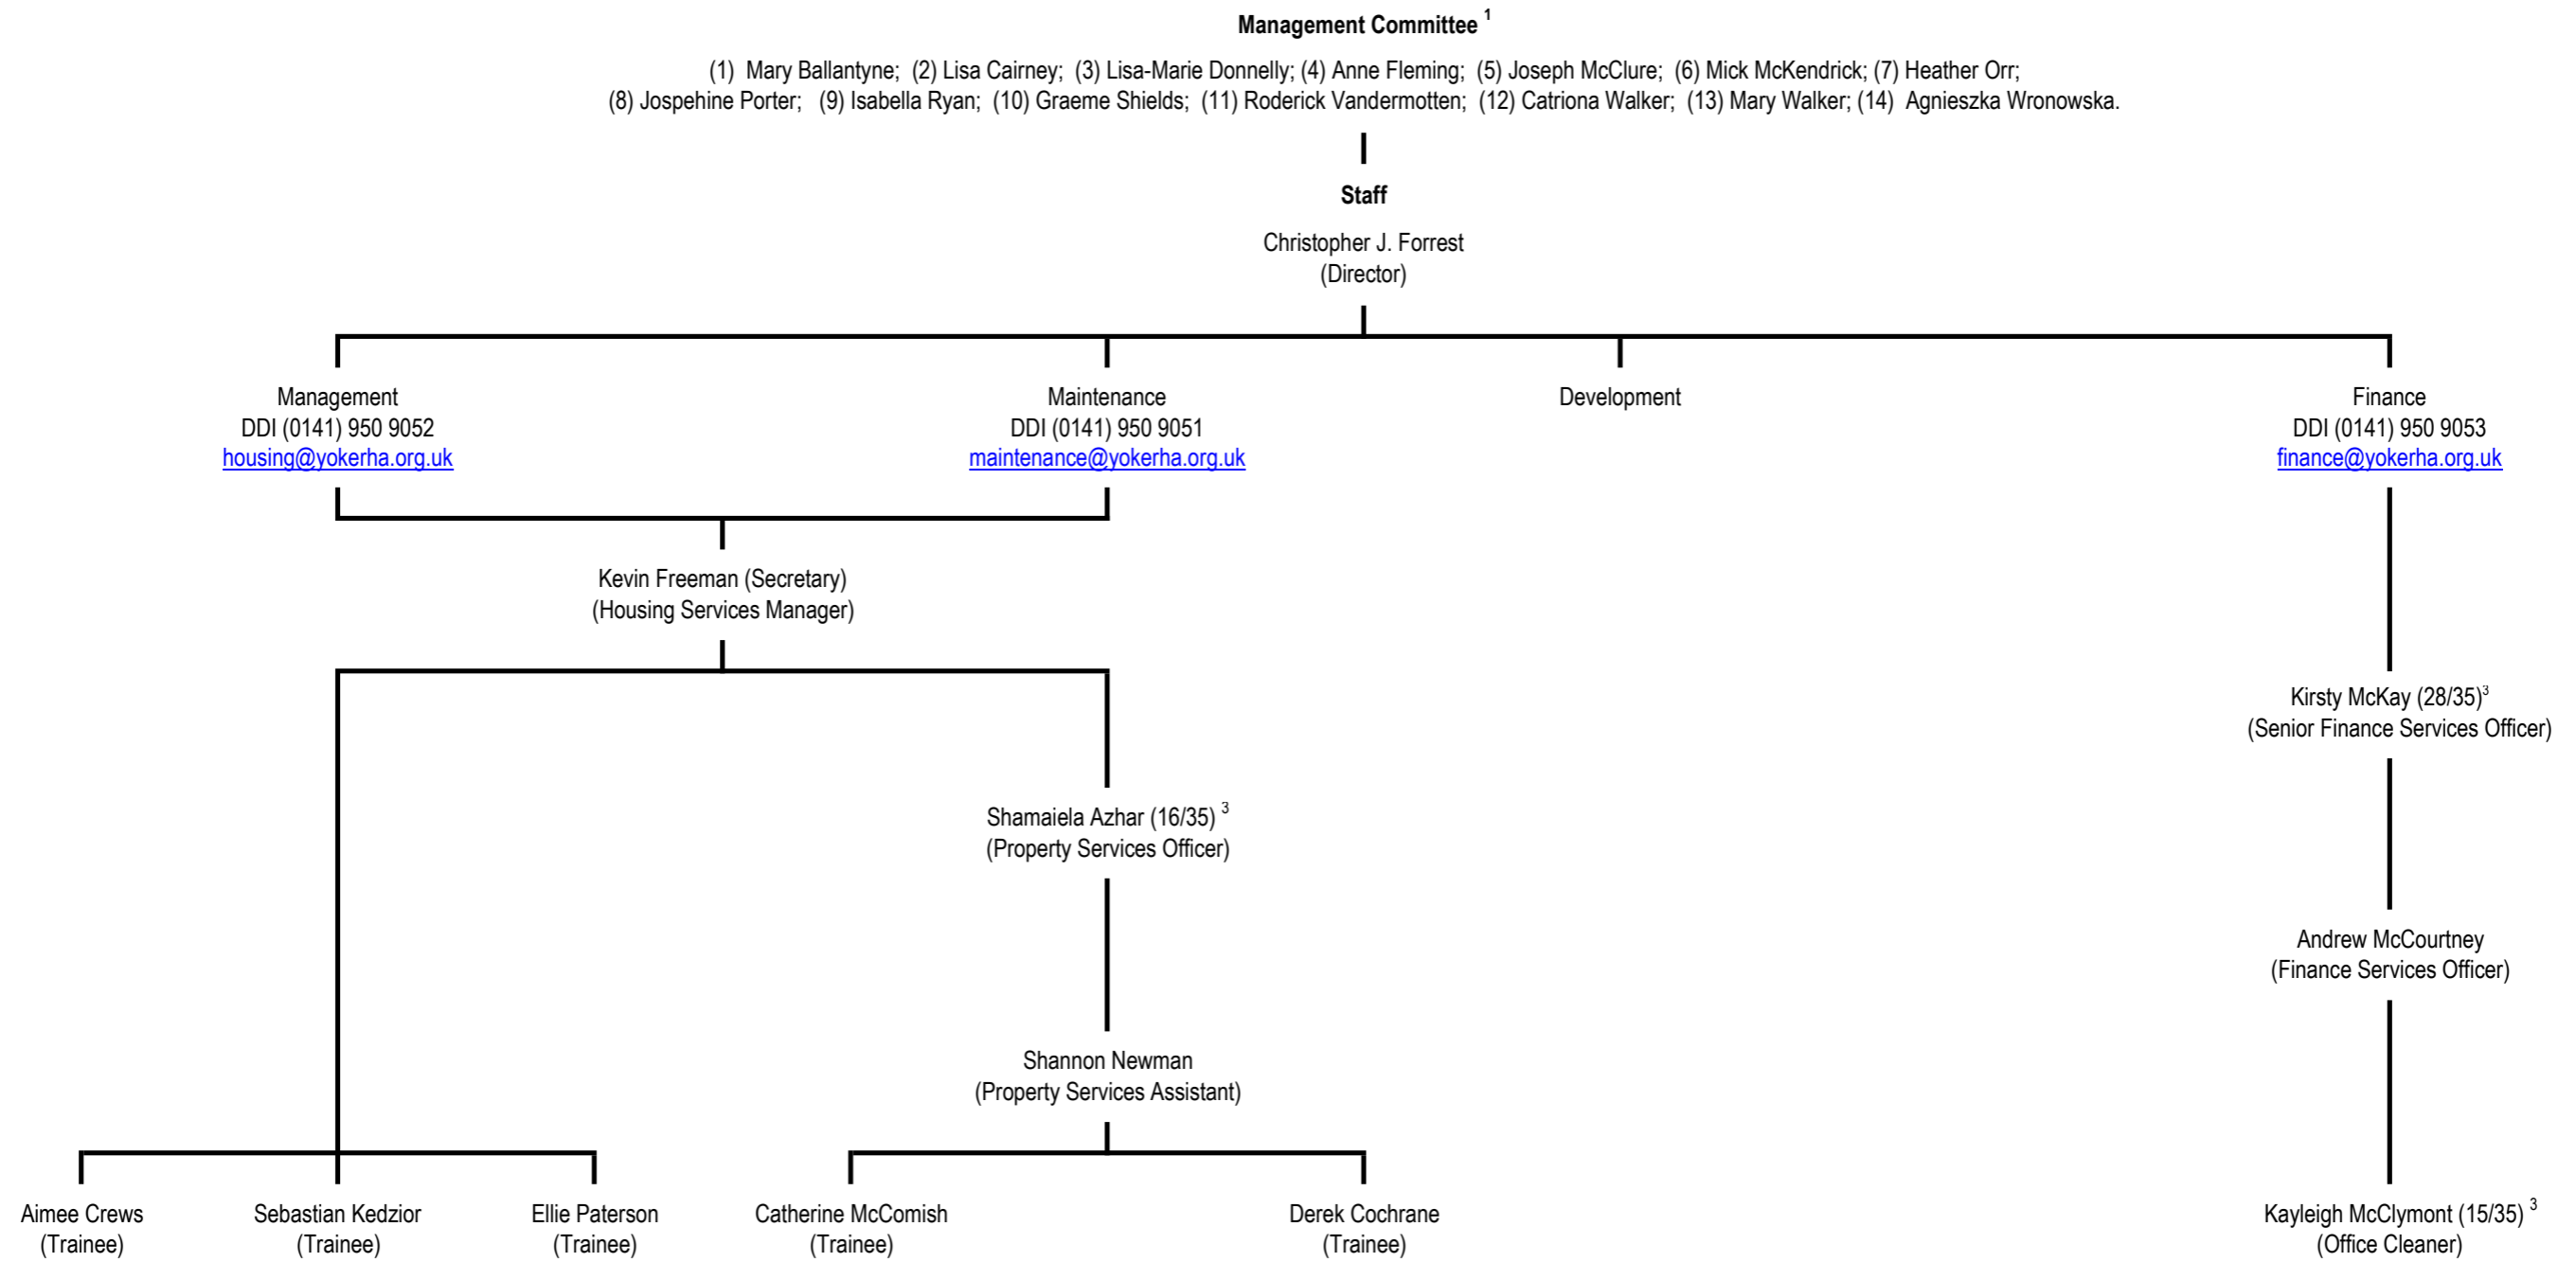 Management Committee 1
(1) Mary Ballantyne; (2) Lisa Cairney; (3) Lisa-Marie Donnelly; (4) Anne Fleming; (5) Joseph McClure; (6) Mick McKendrick; (7) Heather Orr;
(8) Jospehine Porter; (9) Isabella Ryan; (10) Graeme Shields; (11) Roderick Vandermotten; (12) Catriona Walker; (13) Mary Walker; (14) Agnieszka Wronowska.
Staff
Christopher J. Forrest
(Director)
Management
DDI (0141) 950 9052
housing@yokerha.org.uk
Maintenance
DDI (0141) 950 9051
maintenance@yokerha.org.uk
Development
Finance
DDI (0141) 950 9053
finance@yokerha.org.uk
Kevin Freeman (Secretary)
(Housing Services Manager)
Kirsty McKay (28/35)3
(Senior Finance Services Officer)
Shamaiela Azhar (16/35) 3
(Property Services Officer)
Andrew McCourtney
(Finance Services Officer)
Shannon Newman
(Property Services Assistant)
Aimee Crews
(Trainee)
Sebastian Kedzior
(Trainee)
Ellie Paterson
(Trainee)
Catherine McComish
(Trainee)
Derek Cochrane
(Trainee)
Kayleigh McClymont (15/35) 3
(Office Cleaner)